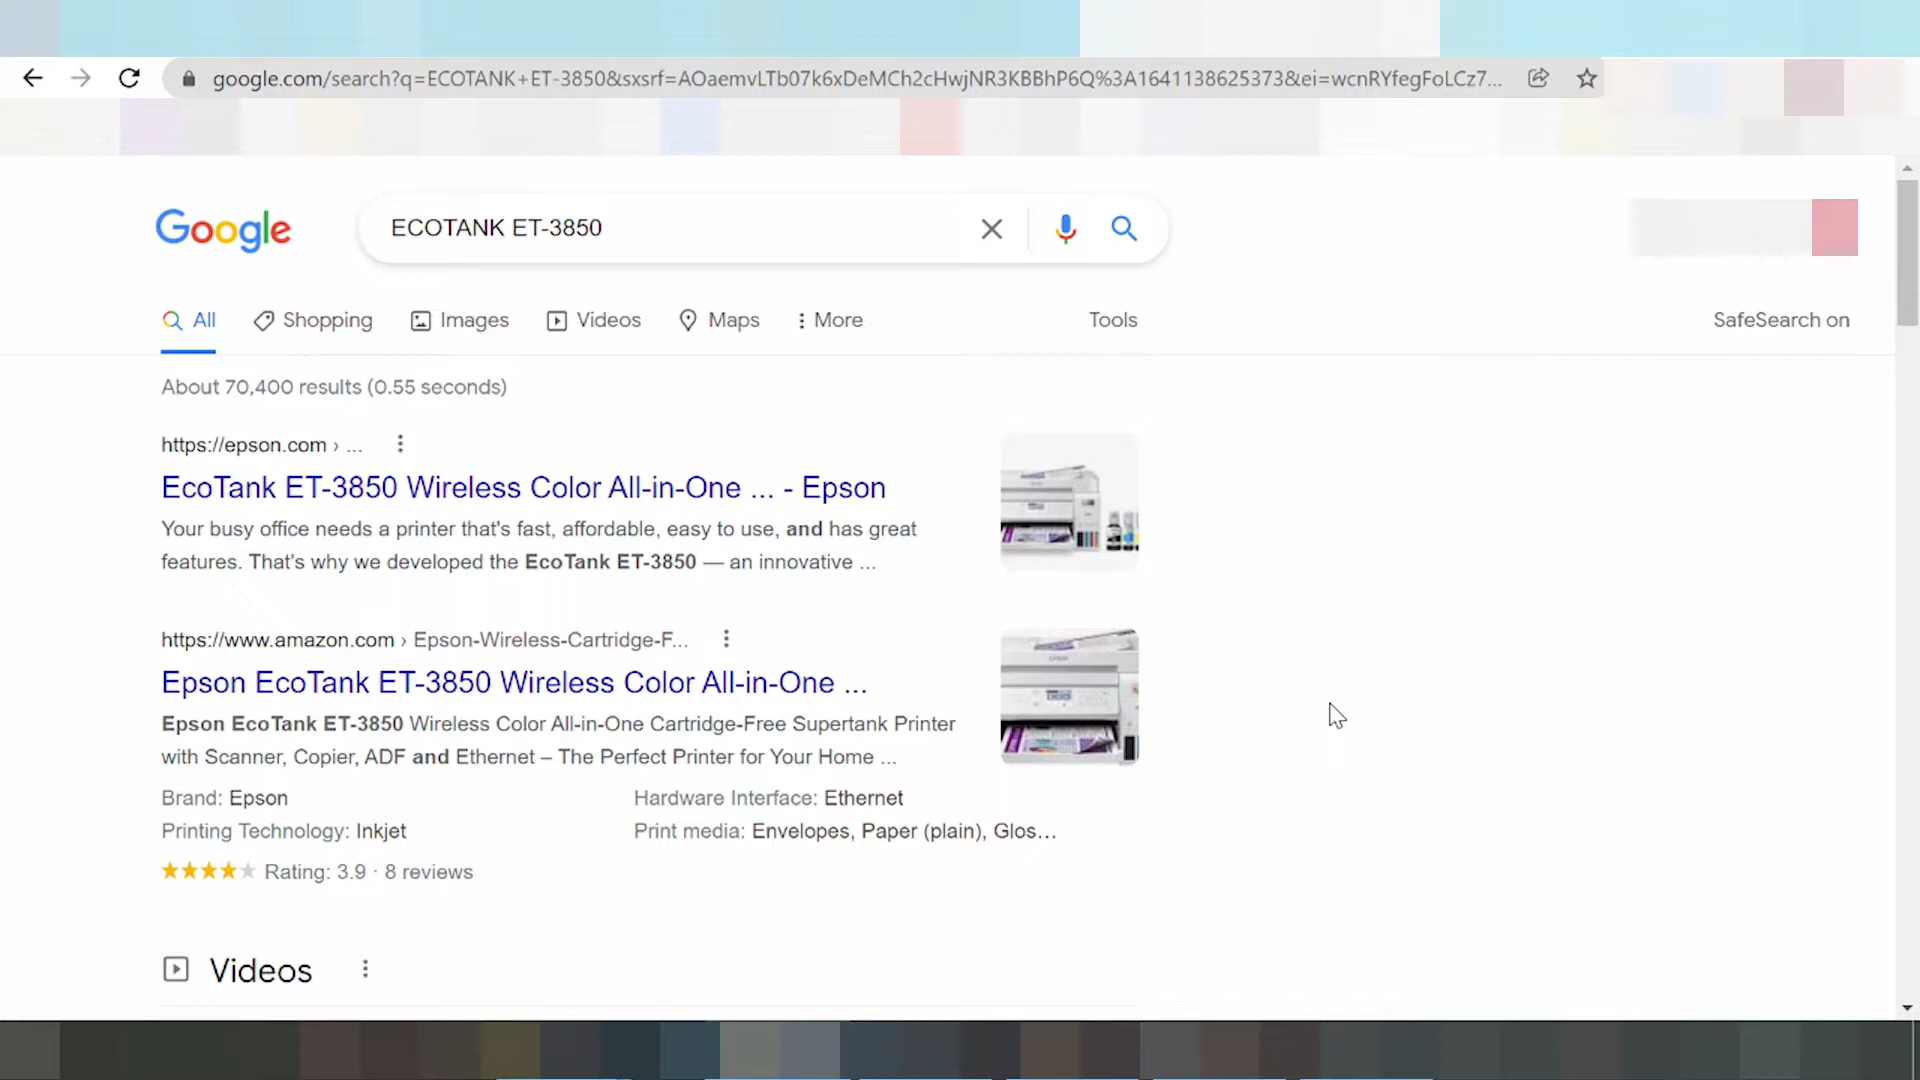 google.com/search?q=ECOTANK+ET-3850&sxsrf=AOaemvLTb07k6xDeMCh2cHwjNR3KBBhP6Q%3A1641138625373&ei=wcnRYfegFoLCz7...
Google
ECOTANK ET-3850
All
Shopping
Images
Videos
Maps
More
Tools
SafeSearch on
About 70,400 results (0.55 seconds)
https://epson.com › ...
EcoTank ET-3850 Wireless Color All-in-One ... - Epson
Your busy office needs a printer that's fast, affordable, easy to use, and has great
features. That's why we developed the EcoTank ET-3850 — an innovative ...
https://www.amazon.com › Epson-Wireless-Cartridge-F...
Epson EcoTank ET-3850 Wireless Color All-in-One ...
Epson EcoTank ET-3850 Wireless Color All-in-One Cartridge-Free Supertank Printer
with Scanner, Copier, ADF and Ethernet – The Perfect Printer for Your Home ...
Brand: Epson
Hardware Interface: Ethernet
Printing Technology: Inkjet
Print media: Envelopes, Paper (plain), Glos...
Rating: 3.9 · 8 reviews
Videos